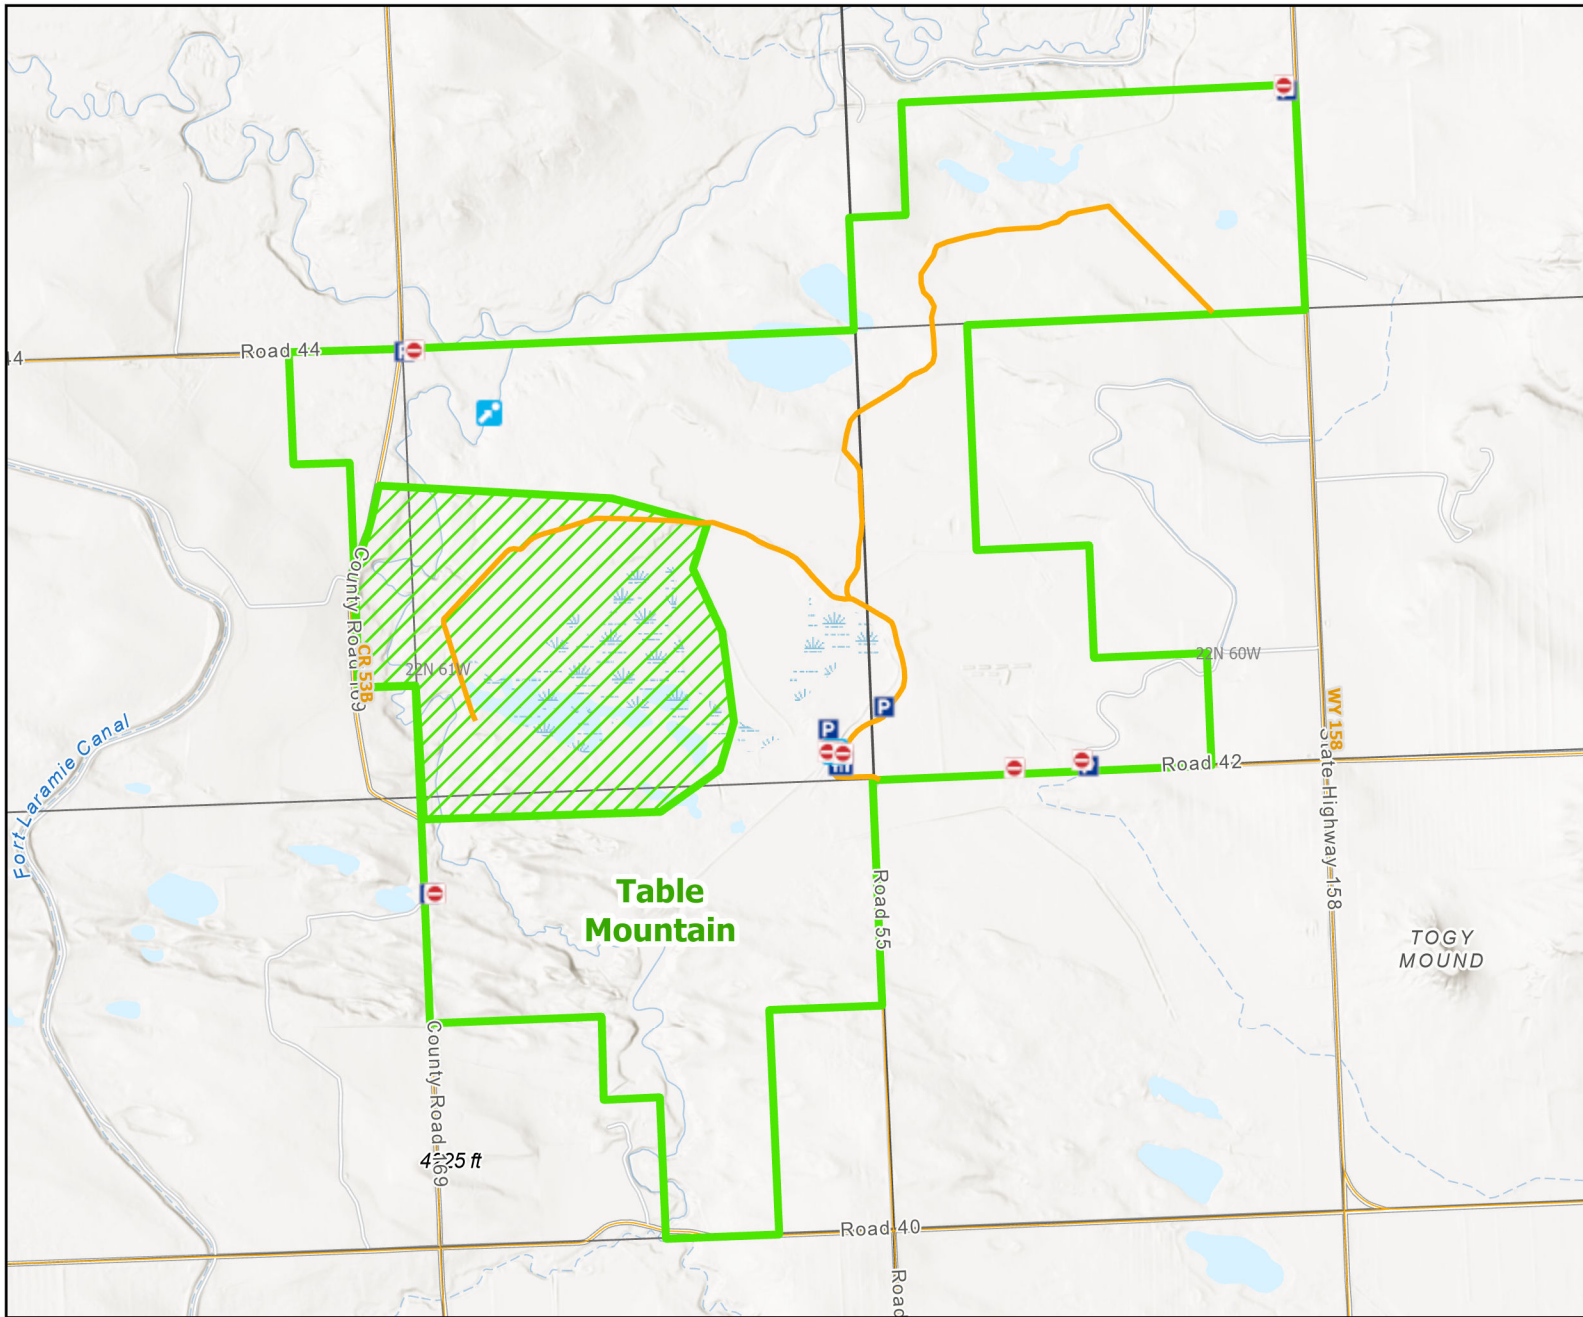 44
Road 44
County Road 169
CR 53B
22N 61W
22N 60W
P
P
Road 42
WY 158
State Highway 158
Fort Laramie Canal
Table
Mountain
Road 55
TOGY
MOUND
County Road 169
Road 40
Road